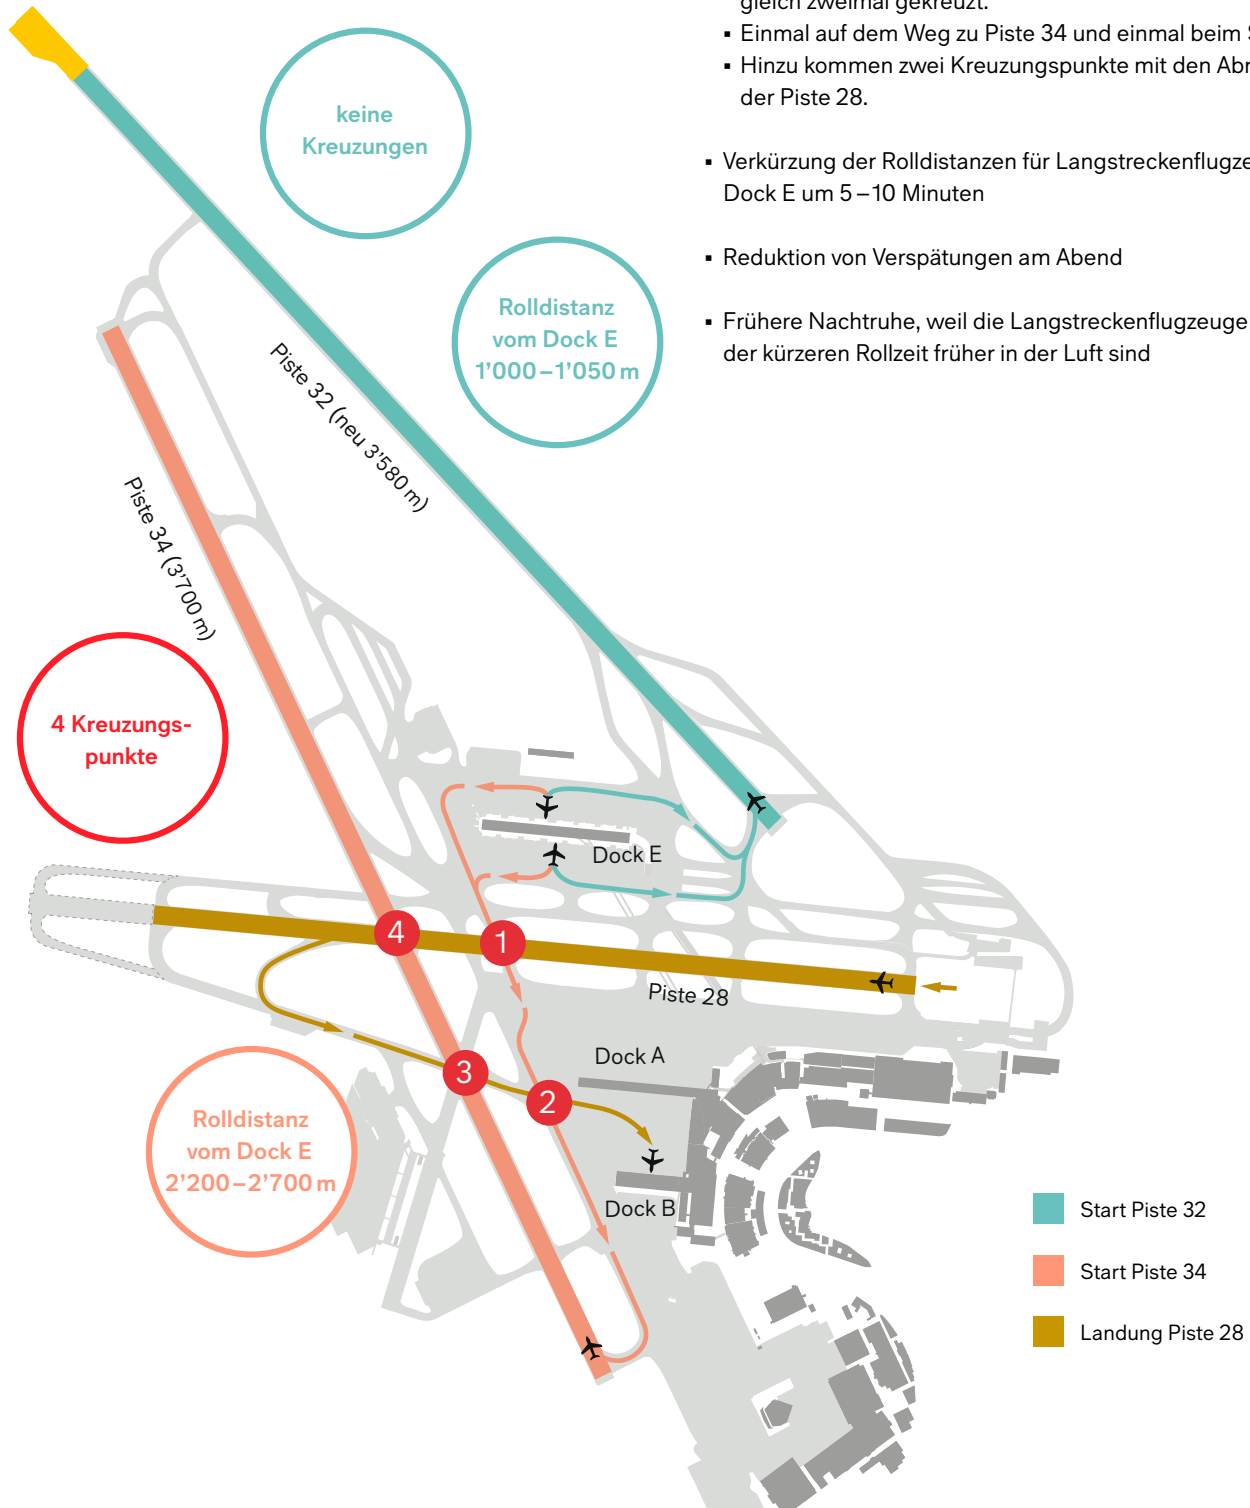 gleich zweimal gekreuzt.
▪ Einmal auf dem Weg zu Piste 34 und einmal beim
▪ Hinzu kommen zwei Kreuzungspunkte mit den
der Piste 28.
▪ Verkürzung der Rolldistanzen für
Dock E um 5–10 Minuten
▪ Reduktion von Verspätungen am Abend
▪ Frühere Nachtruhe, weil die Langstreckenflugzeuge
der kürzeren Rollzeit früher in der Luft sind
keine
Kreuzungen
Rolldistanz
vom Dock E
1’000–1’050 m
Piste 32 (neu 3’580 m)
Piste 34 (3’700 m)
4 Kreuzungs-
punkte
Dock E
4
1
Piste 28
Dock A
3
2
Rolldistanz
vom Dock E
2’200–2’700 m
Dock B
Start Piste 32
Start Piste 34
Landung Piste 28